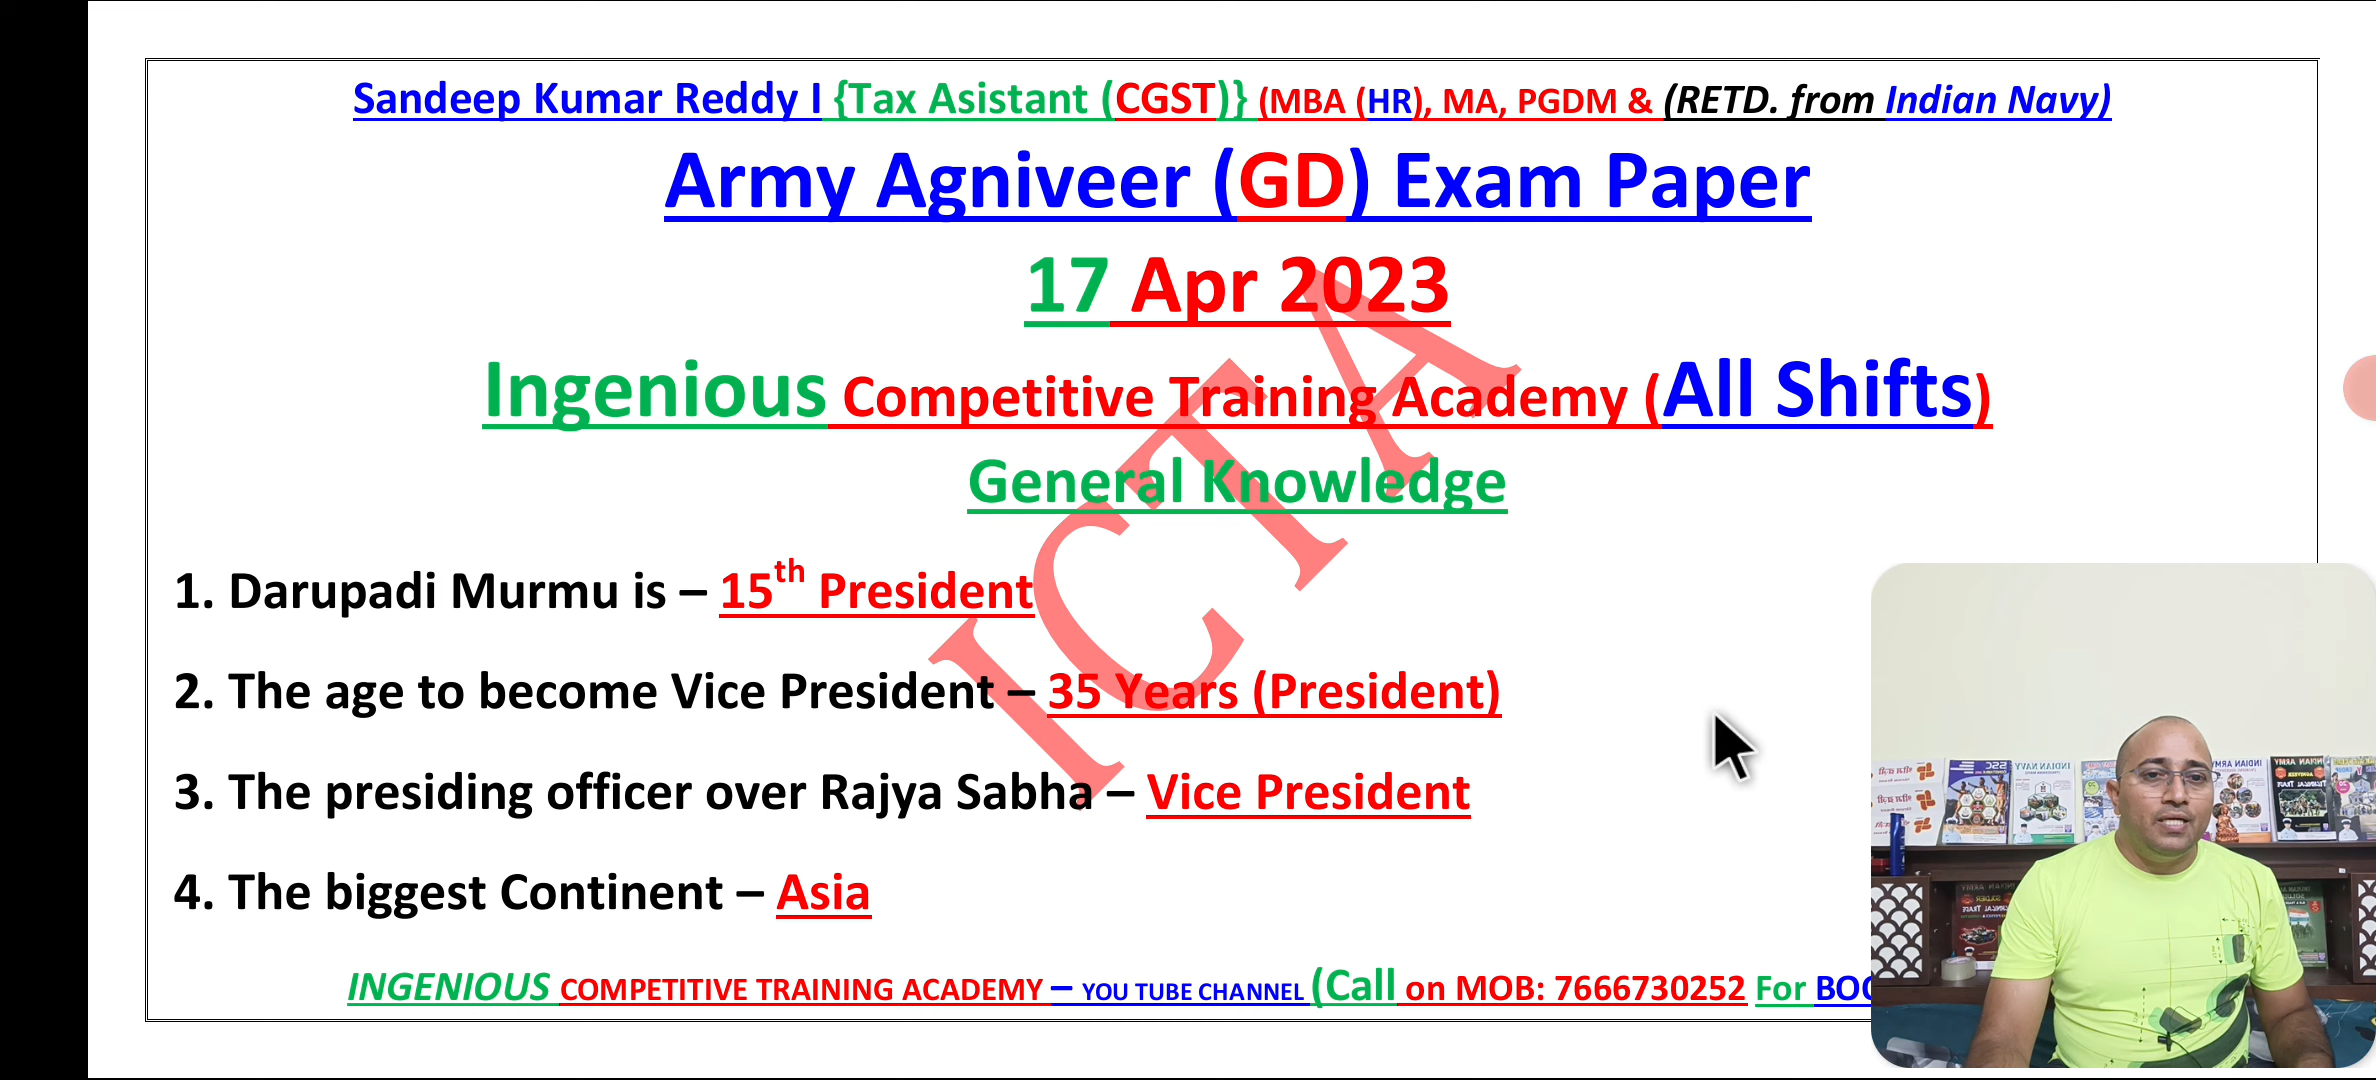 Sandeep Kumar Reddy I {Tax Asistant (CGST)} (MBA (HR), MA, PGDM & (RETD. from Indian Navy)
Army Agniveer (GD) Exam Paper
17 Apr 2023
Ingenious Competitive Training Academy (All Shifts)
General Knowledge
ICTA
1. Darupadi Murmu is – 15th President
2. The age to become Vice President – 35 Years (President)
3. The presiding officer over Rajya Sabha – Vice President
4. The biggest Continent – Asia
INGENIOUS COMPETITIVE TRAINING ACADEMY – YOU TUBE CHANNEL (Call on MOB: 7666730252 For